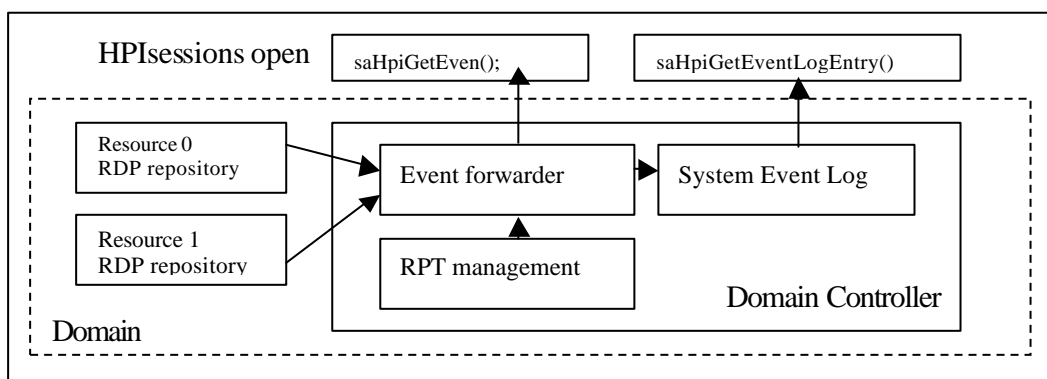 HPIsessions open
saHpiGetEven();
saHpiGetEventLogEntry()
Resource 0
RDP repository
Event forwarder
System Event Log
Resource 1
RDP repository
RPT management
Domain Controller
Domain